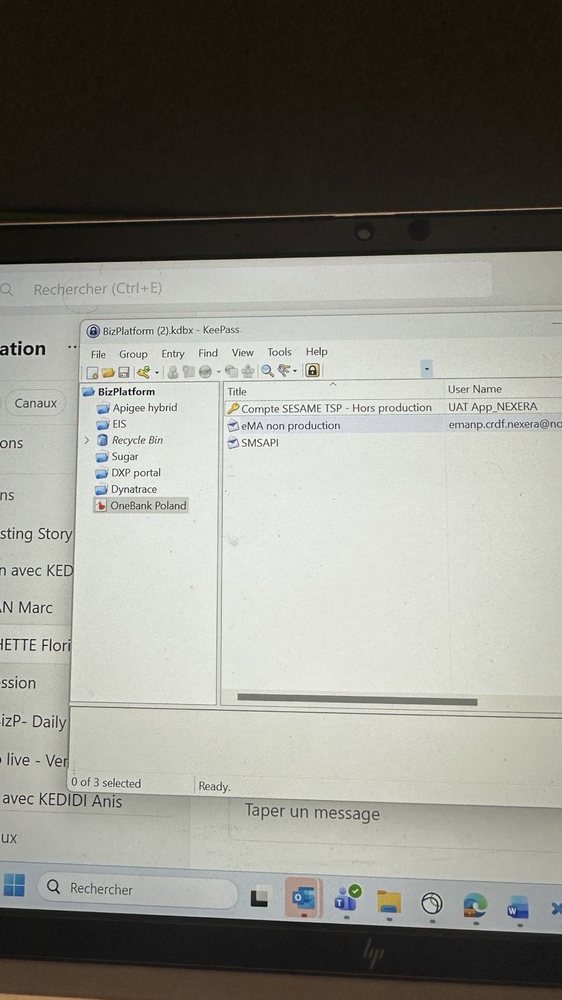 Rechercher (Ctrl+E)
ation
Canaux
ons
ns
sting Story
n avec KED
AN Marc
HETTE Flori
ssion
izP- Daily
live - Ver
avec KEDIDI Anis
ux
BizPlatform (2).kdbx - KeePass
File Group Entry Find View Tools Help
BizPlatform
Apigee hybrid
EIS
Recycle Bin
Sugar
DXP portal
Dynatrace
OneBank Poland
Title User Name
Compte SESAME TSP - Hors production UAT App_NEXERA
eMA non production emanp.crdf.nexera@no
SMSAPI
0 of 3 selected Ready.
Taper un message
Rechercher
hp